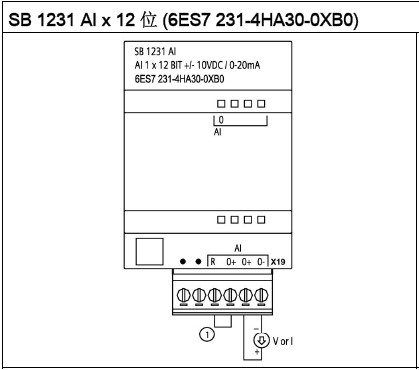 SB 1231 AI x 12 位 (6ES7 231-4HA30-0XB0)
SB 1231 AI
AI 1 x 12 BIT +/- 10VDC / 0-20mA
6ES7 231-4HA30-0XB0
0
AI
AI
R 0+ 0+ 0- X19
1
- V or I
+